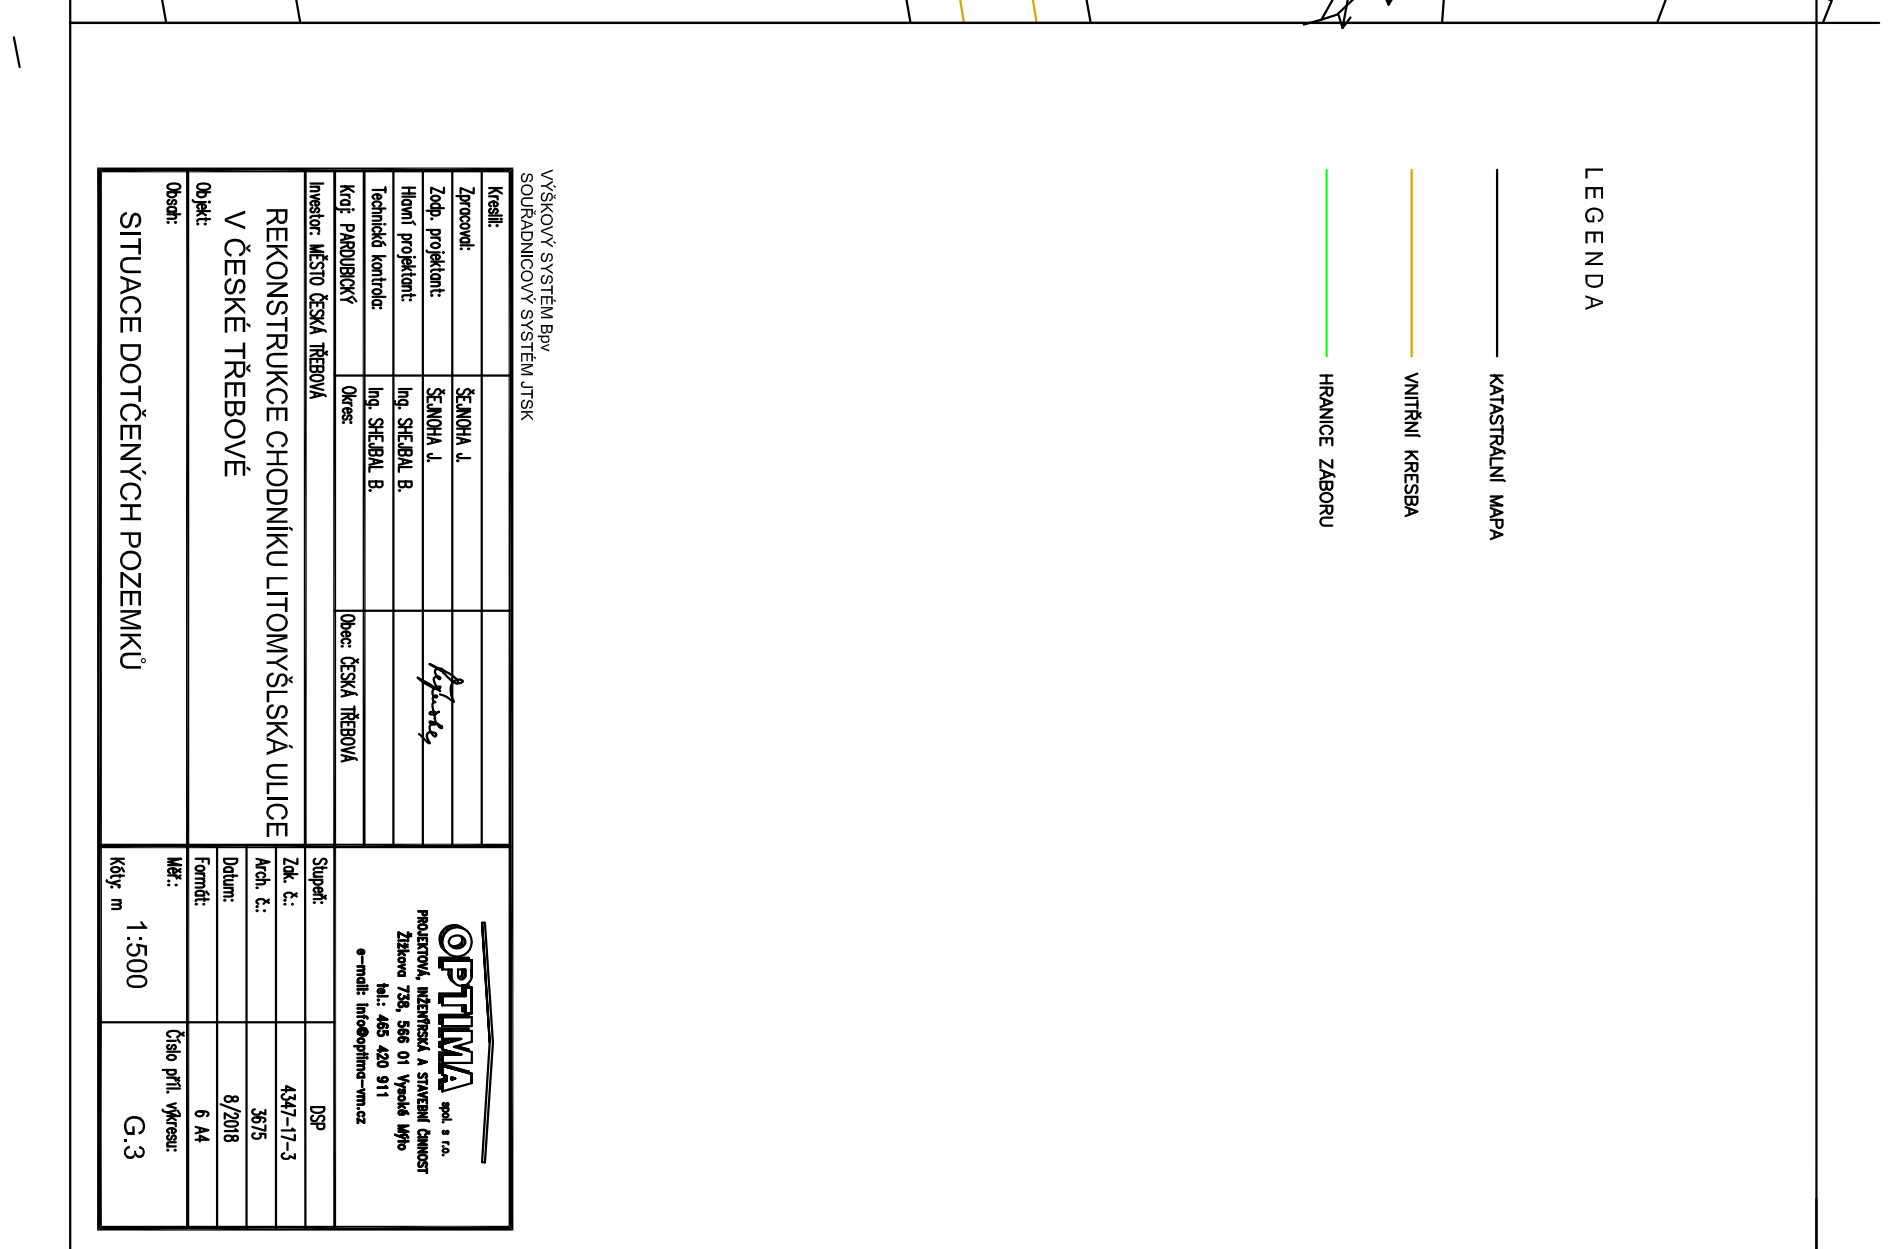 LEGENDA
KATASTRÁLNÍ MAPA
VNITŘNÍ KRESBA
HRANICE ZÁBORU
VÝŠKOVÝ SYSTÉM Bpv
SOUŘADNICOVÝ SYSTÉM JTSK
Kreslil:
Zpracoval: ŠEJNOHA J.
Zodp. projektant: ŠEJNOHA J.
Hlavní projektant: Ing. SHEJBAL B.
Technická kontrola: Ing. SHEJBAL B.
Kraj: PARDUBICKÝ Okres: Obec: ČESKÁ TŘEBOVÁ
Investor: MĚSTO ČESKÁ TŘEBOVÁ
REKONSTRUKCE CHODNÍKU LITOMYŠLSKÁ ULICE
V ČESKÉ TŘEBOVÉ
Objekt:
Obsah:
SITUACE DOTČENÝCH POZEMKŮ
OPTIMA spol. s r.o.
PROJEKTOVÁ, INŽENÝRSKÁ A STAVEBNÍ ČINNOST
Žižkova 738, 566 01 Vysoké Mýto
tel.: 465 420 911
e-mail: info@optima-vm.cz
Stupeň: DSP
Zak. č.: 4347-17-3
Arch. č.: 3675
Datum: 8/2018
Formát: 6 A4
Měř.: Číslo příl. výkresu:
1:500 G.3
Kóty: m